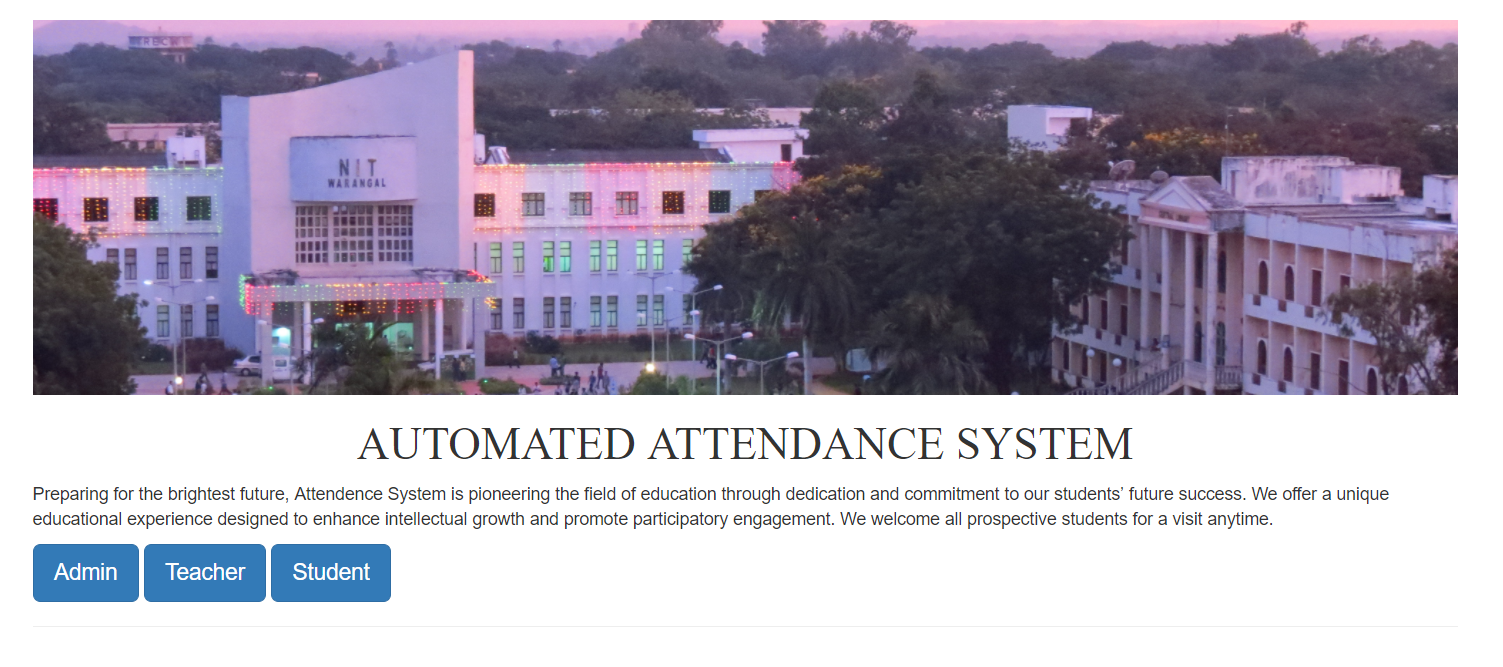 NIT
WARANGAL
AUTOMATED ATTENDANCE SYSTEM
Preparing for the brightest future, Attendence System is pioneering the field of education through dedication and commitment to our students’ future success. We offer a unique
educational experience designed to enhance intellectual growth and promote participatory engagement. We welcome all prospective students for a visit anytime.
Admin Teacher Student